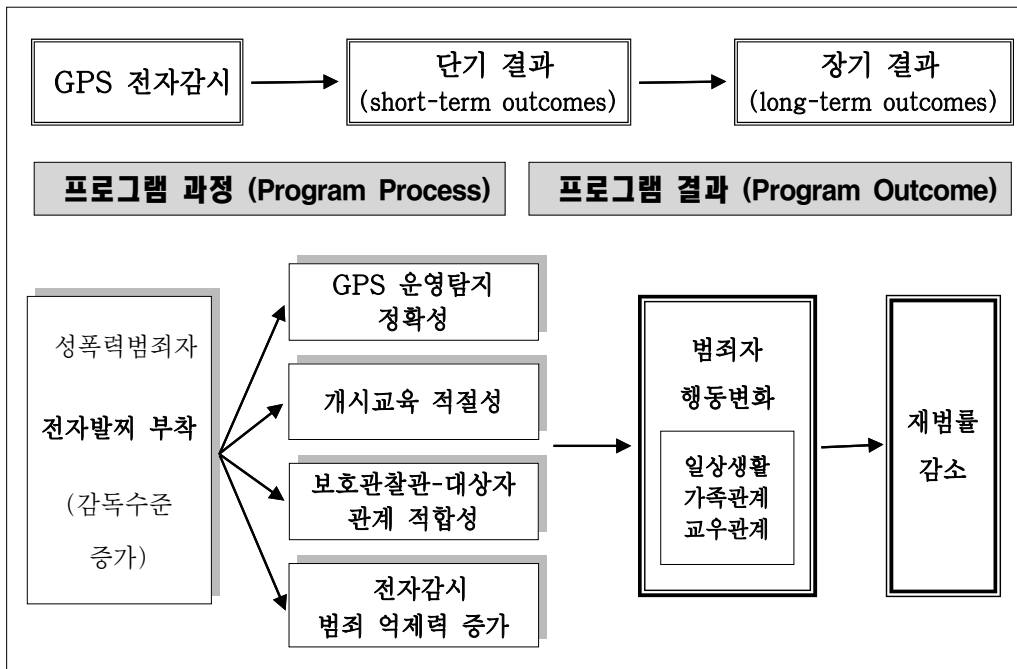 GPS 전자감시
단기 결과
(short-term outcomes)
장기 결과
(long-term outcomes)
프로그램 과정 (Program Process)
프로그램 결과 (Program Outcome)
성폭력범죄자
전자발찌 부착
(감독수준
증가)
GPS 운영탐지
정확성
개시교육 적절성
보호관찰관-대상자
관계 적합성
전자감시
범죄 억제력 증가
범죄자
행동변화
일상생활
가족관계
교우관계
재범률
감소